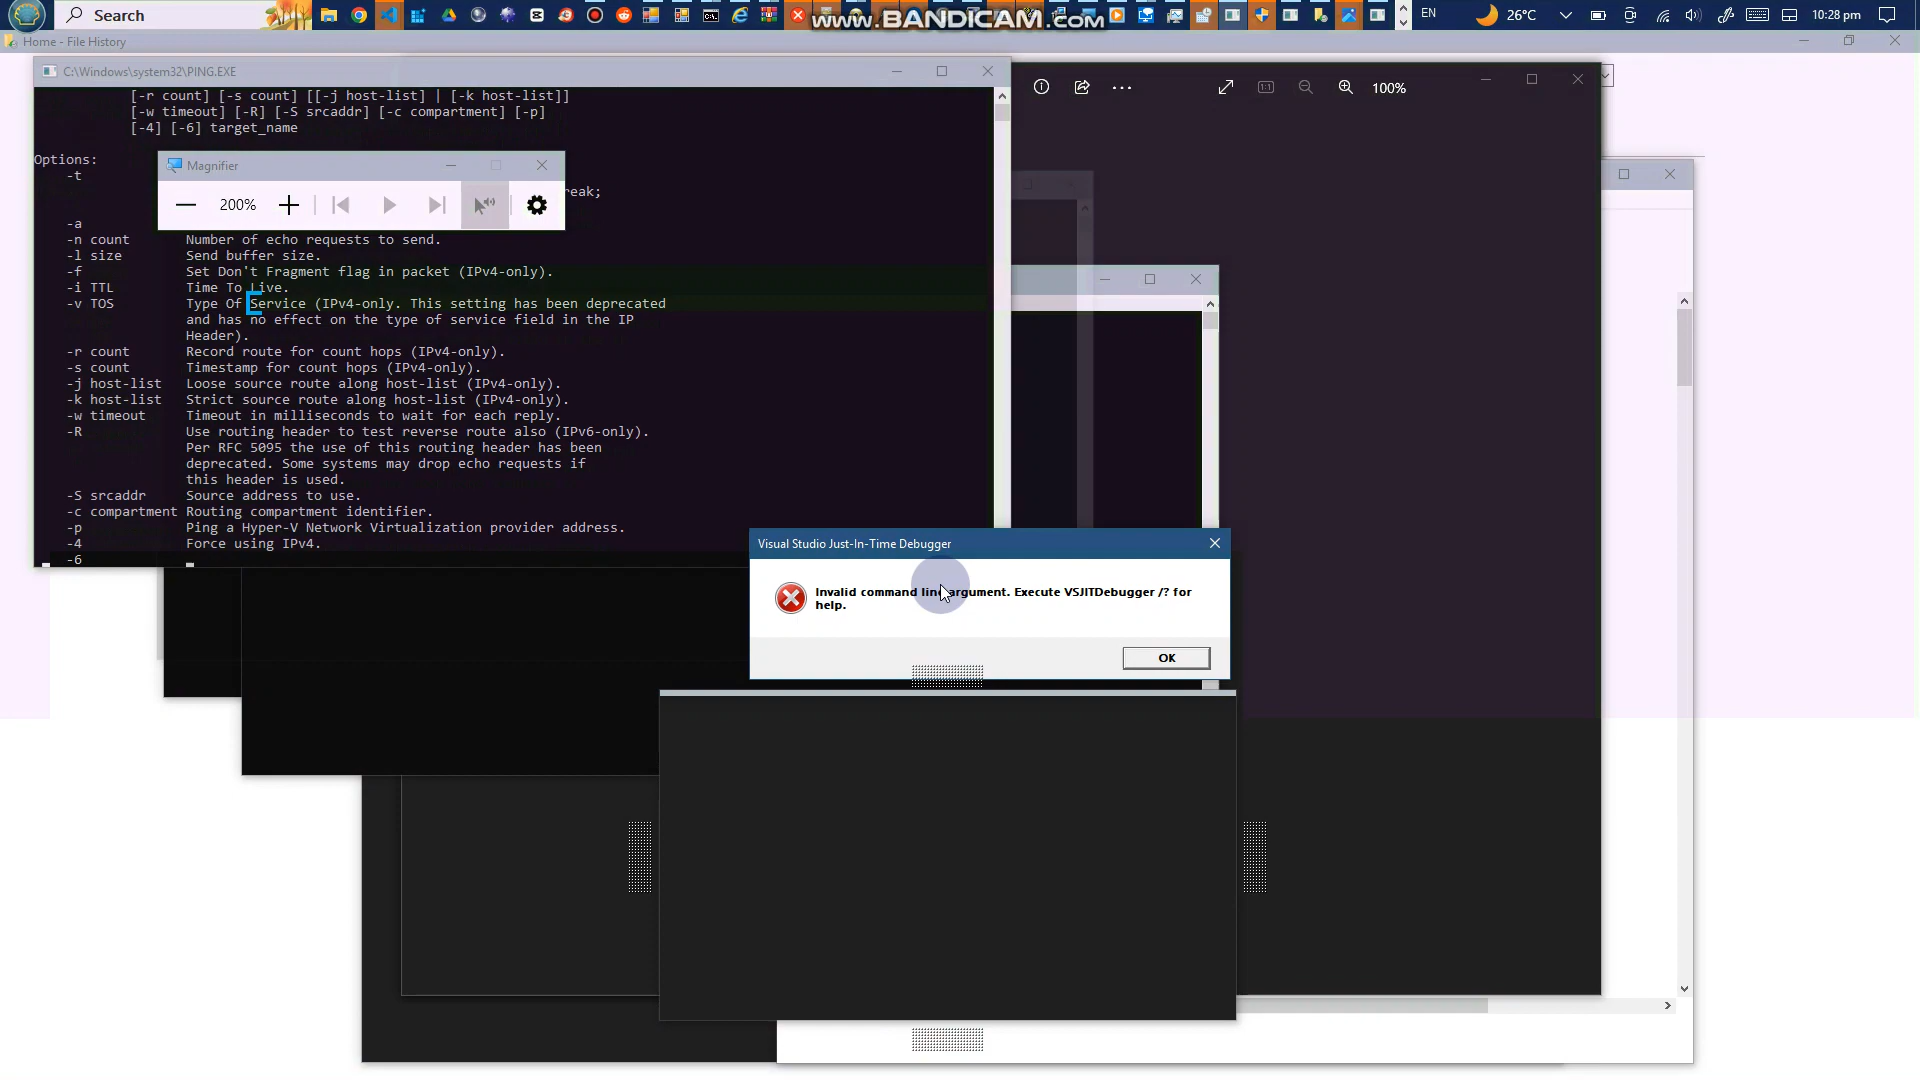 Search
www.BANDICAM.com
EN
26°C
10:28 pm
Home - File History
C:\Windows\system32\PING.EXE
[-r count] [-s count] [[-j host-list] | [-k host-list]]
[-w timeout] [-R] [-S srcaddr] [-c compartment] [-p]
[-4] [-6] target_name
100%
Options:
-t
eak;
Magnifier
200%
-a
-n count Number of echo requests to send.
-l size Send buffer size.
-f Set Don't Fragment flag in packet (IPv4-only).
-i TTL Time To Live.
-v TOS Type Of Service (IPv4-only. This setting has been deprecated
and has no effect on the type of service field in the IP
Header).
-r count Record route for count hops (IPv4-only).
-s count Timestamp for count hops (IPv4-only).
-j host-list Loose source route along host-list (IPv4-only).
-k host-list Strict source route along host-list (IPv4-only).
-w timeout Timeout in milliseconds to wait for each reply.
-R Use routing header to test reverse route also (IPv6-only).
Per RFC 5095 the use of this routing header has been
deprecated. Some systems may drop echo requests if
this header is used.
-S srcaddr Source address to use.
-c compartment Routing compartment identifier.
-p Ping a Hyper-V Network Virtualization provider address.
-4 Force using IPv4.
-6
Visual Studio Just-In-Time Debugger
Invalid command line argument. Execute VSJITDebugger /? for
help.
OK